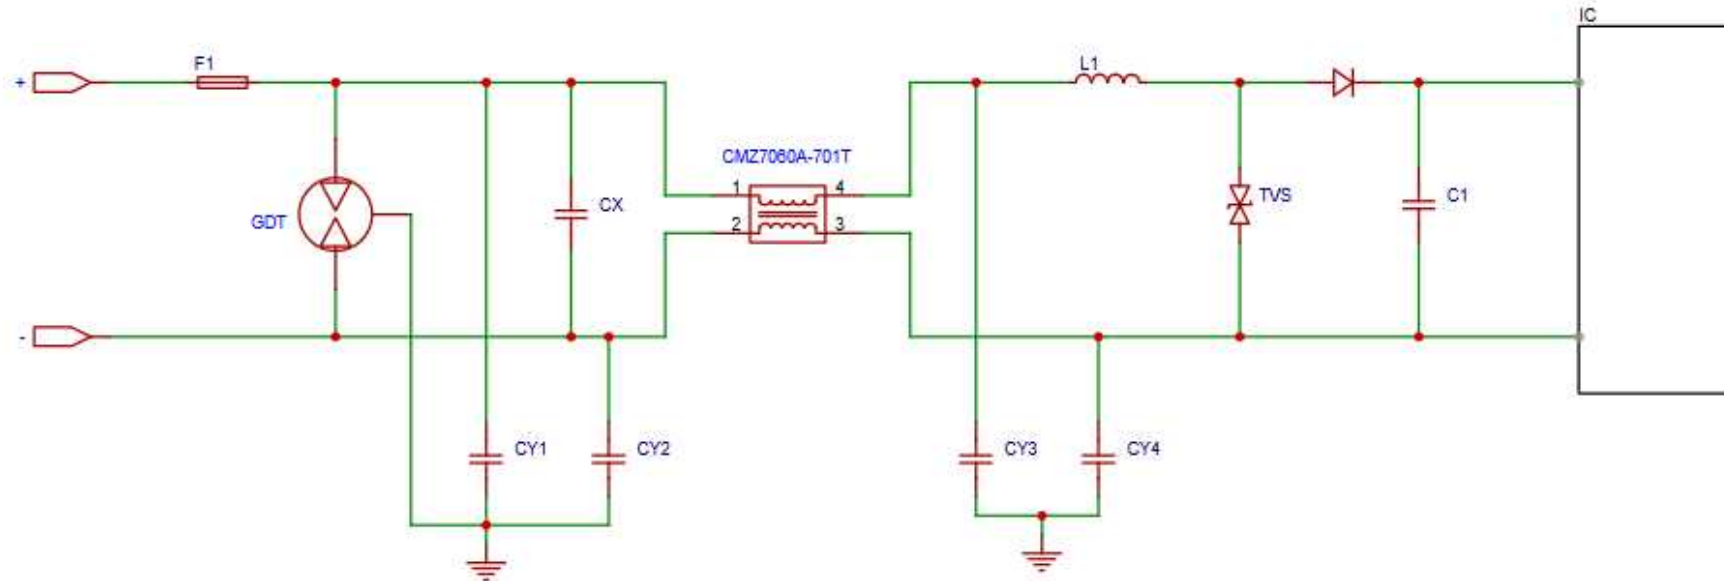 IC
F1
L1
+
CMZ7060A-701T
1
4
TVS
C1
CX
GDT
2
3
-
CY1
CY2
CY3
CY4